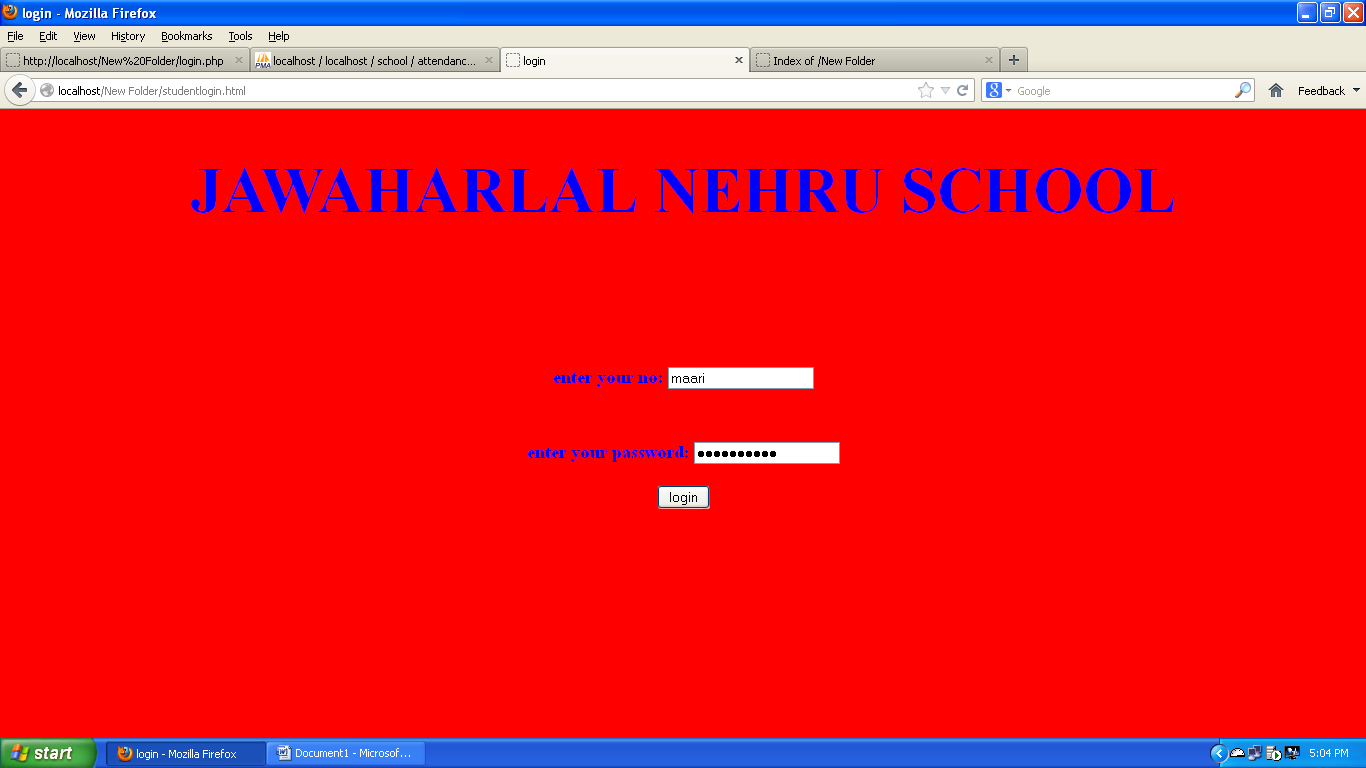 login - Mozilla Firefox
File Edit View History Bookmarks Tools Help
http://localhost/New%20Folder/login.php
PMA localhost / localhost / school / attendanc...
login
Index of /New Folder
localhost/New Folder/studentlogin.html
Google
Feedback
JAWAHARLAL NEHRU SCHOOL
enter your no: maari
enter your password: ••••••••••
login
start
login - Mozilla Firefox
Document1 - Microsof...
5:04 PM